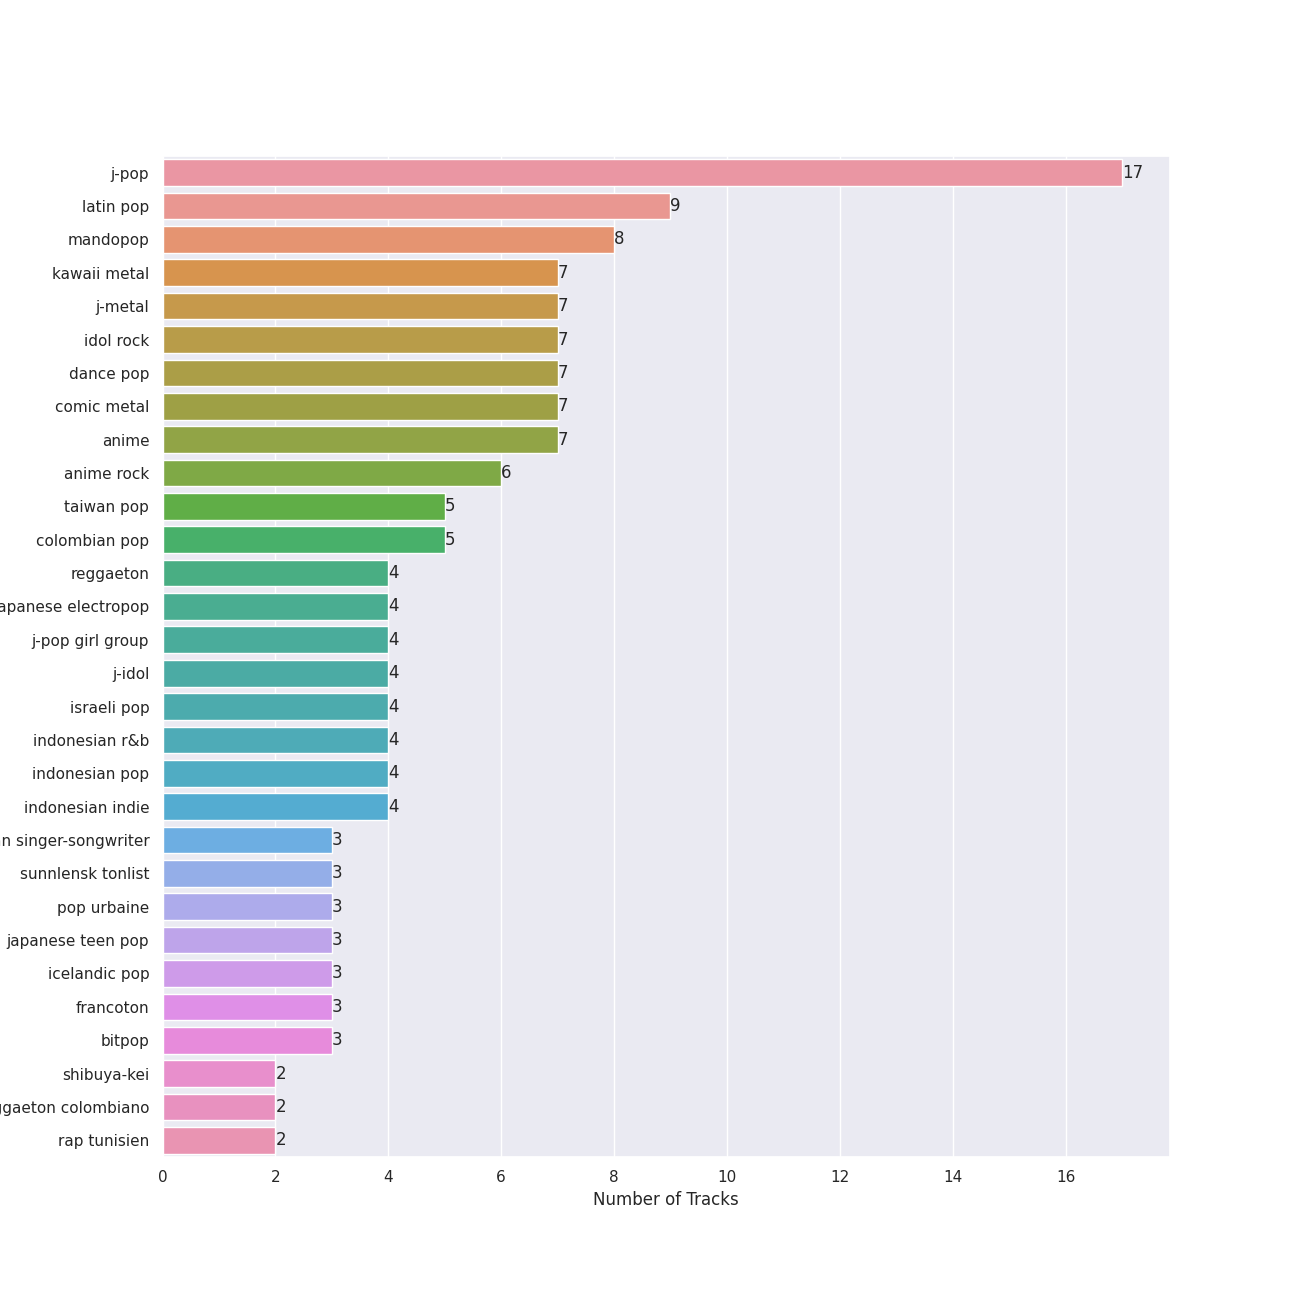 j-pop 17
latin pop 9
mandopop 8
kawaii metal 7
j-metal 7
idol rock 7
dance pop 7
comic metal 7
anime 7
anime rock 6
taiwan pop 5
colombian pop 5
reggaeton 4
apanese electropop 4
j-pop girl group 4
j-idol 4
israeli pop 4
indonesian r&b 4
indonesian pop 4
indonesian indie 4
n singer-songwriter 3
sunnlensk tonlist 3
pop urbaine 3
japanese teen pop 3
icelandic pop 3
francoton 3
bitpop 3
shibuya-kei 2
ggaeton colombiano 2
rap tunisien 2
0 2 4 6 8 10 12 14 16
Number of Tracks